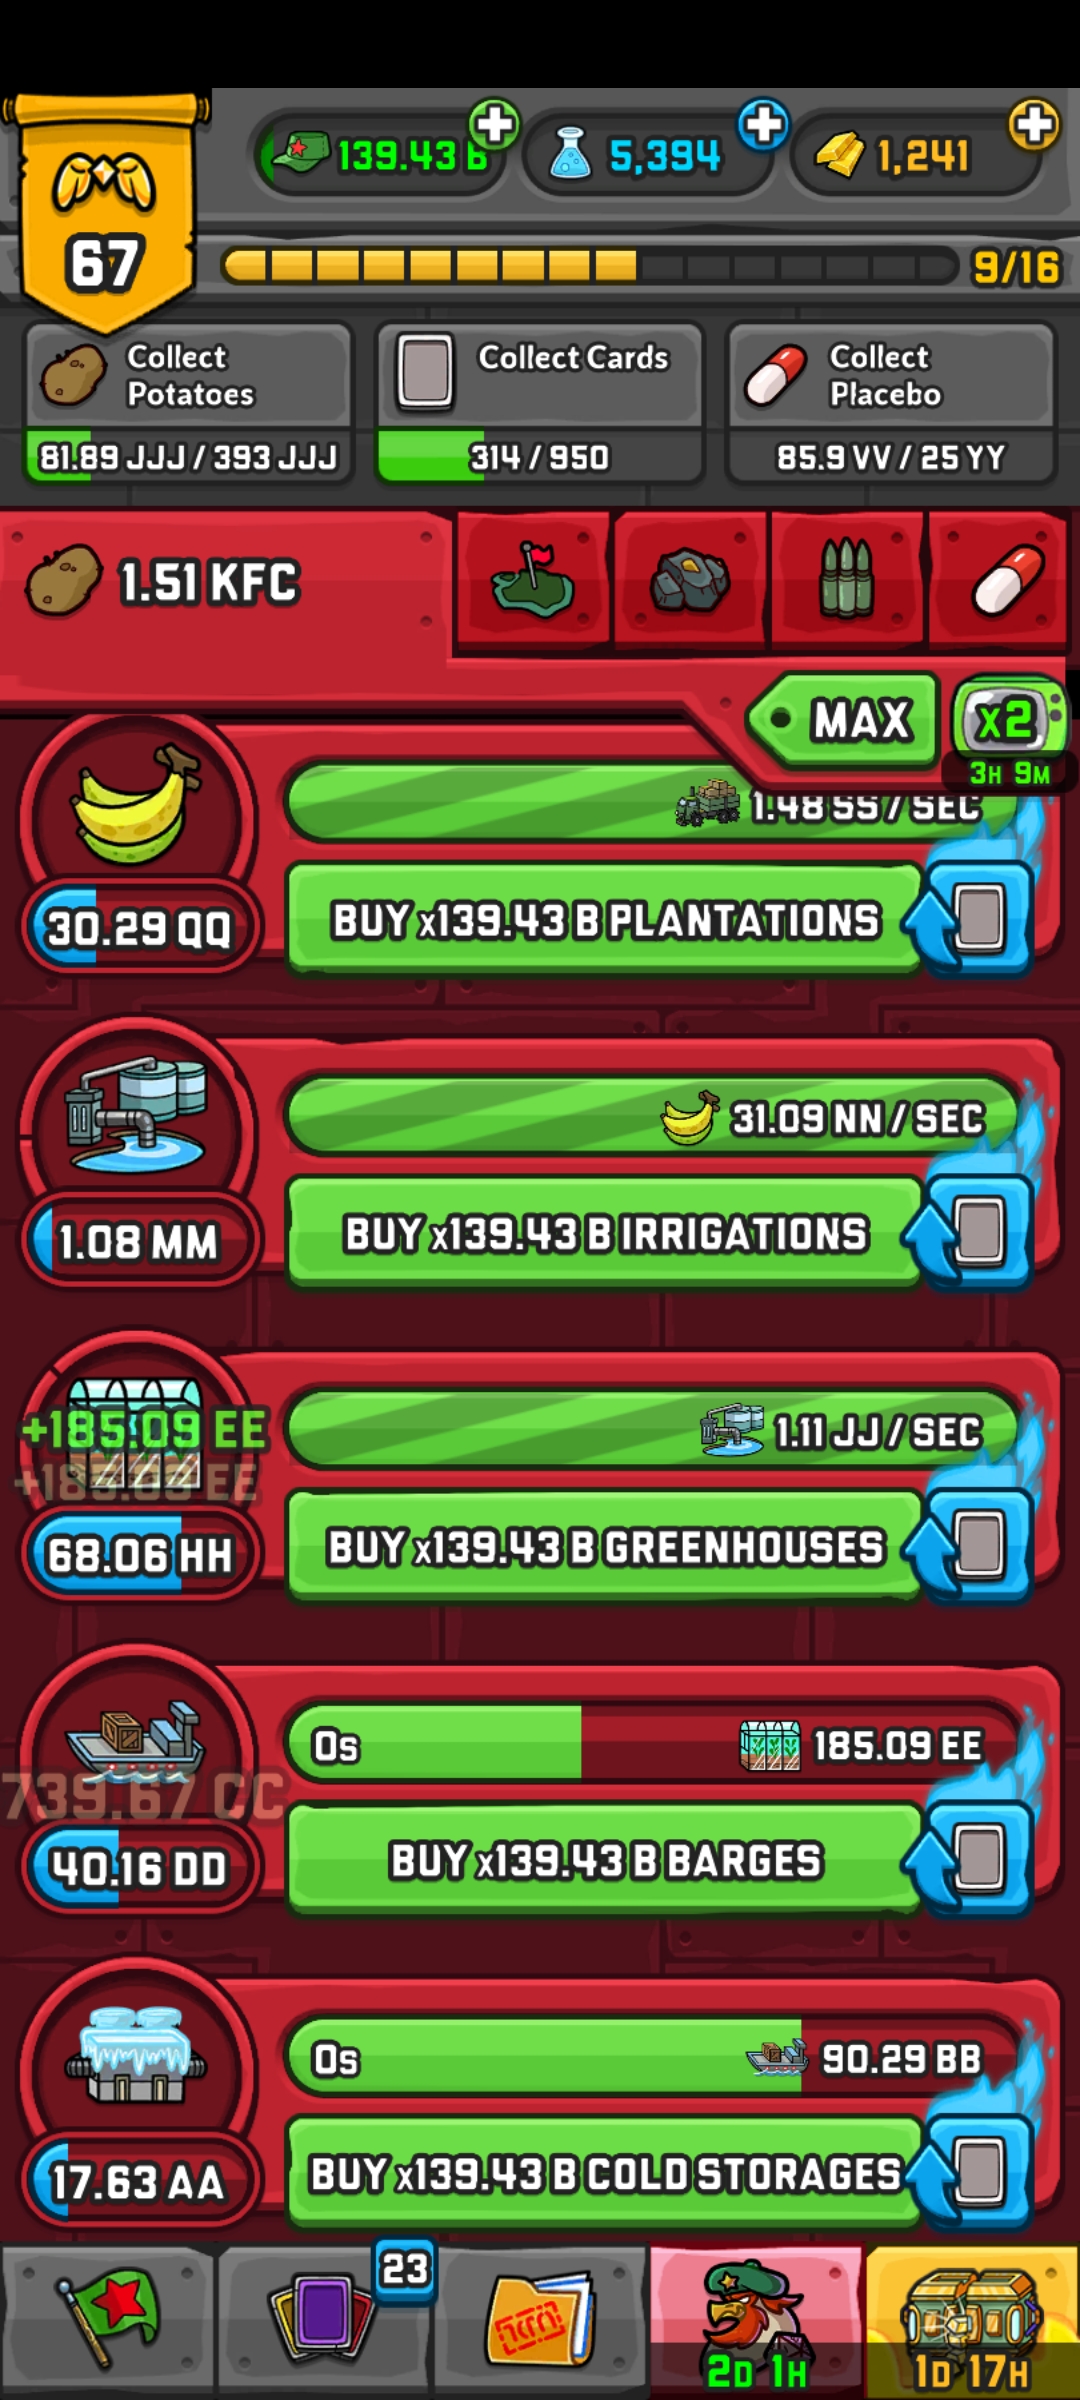 139.43 B
5,394
1,241
67
9/16
Collect
Potatoes
81.89 JJJ / 393 JJJ
Collect Cards
314 / 950
Collect
Placebo
85.9 VV / 25 YY
1.51 KFC
MAX
x2
3H 9M
1.48 SS / SEC
30.29 QQ
BUY x139.43 B PLANTATIONS
31.09 NN / SEC
1.08 MM
BUY x139.43 B IRRIGATIONS
+185.09 EE
+185.09 EE
1.11 JJ / SEC
68.06 HH
BUY x139.43 B GREENHOUSES
0s
185.09 EE
739.67 CC
40.16 DD
BUY x139.43 B BARGES
0s
90.29 BB
17.63 AA
BUY x139.43 B COLD STORAGES
23
2D 1H
1D 17H